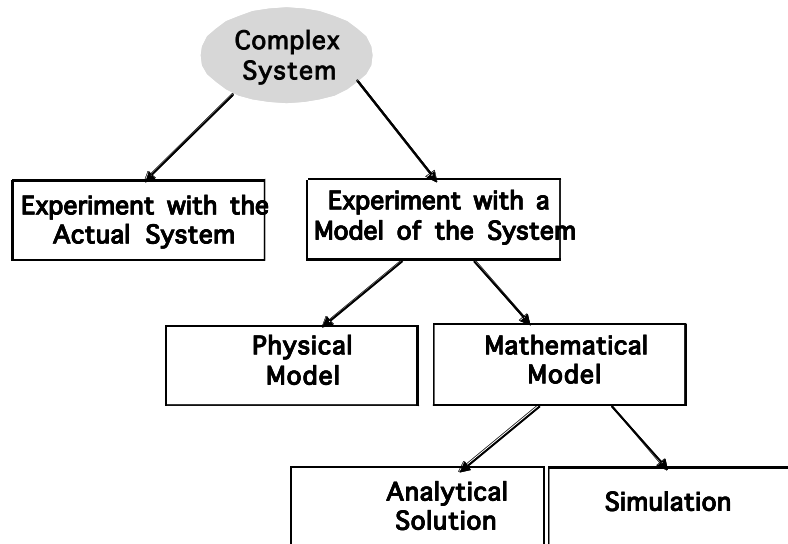 Complex
System
Experiment with the
Actual System
Experiment with a
Model of the System
Physical
Model
Mathematical
Model
Analytical
Solution
Simulation